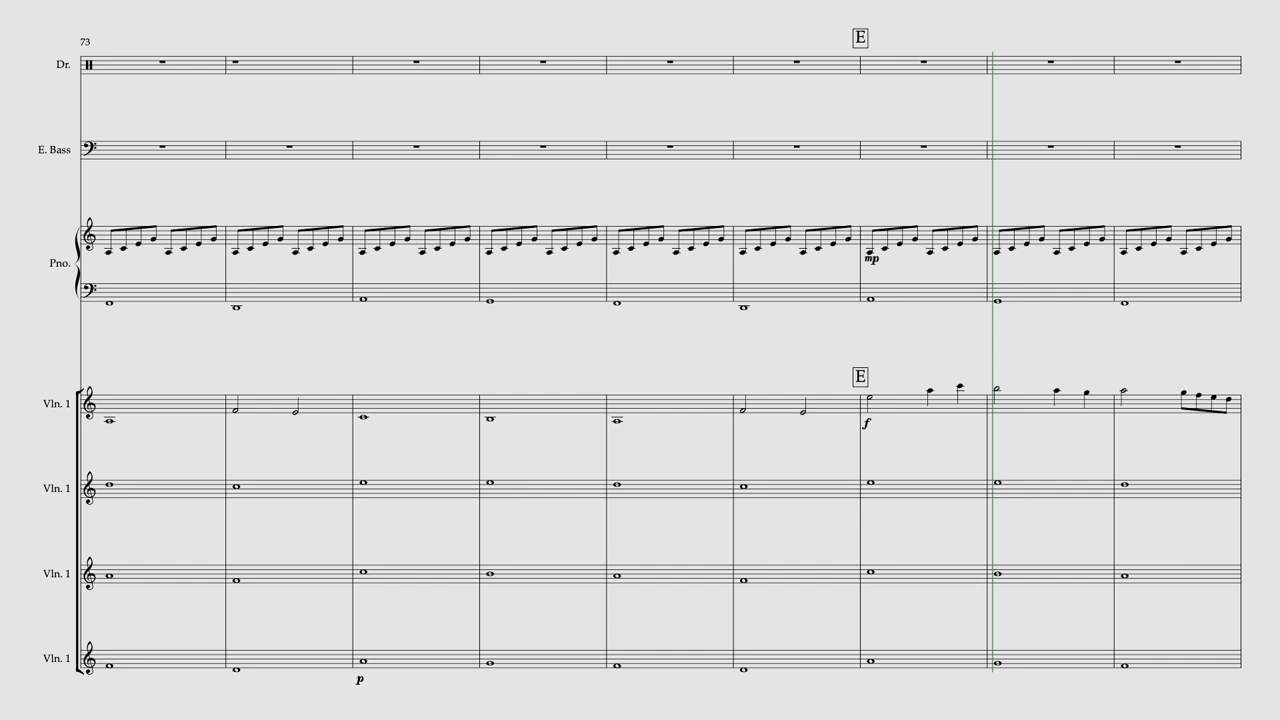 73
E
Dr.
E. Bass
Pno.
mp
E
Vln. 1
f
Vln. 1
Vln. 1
Vln. 1
p